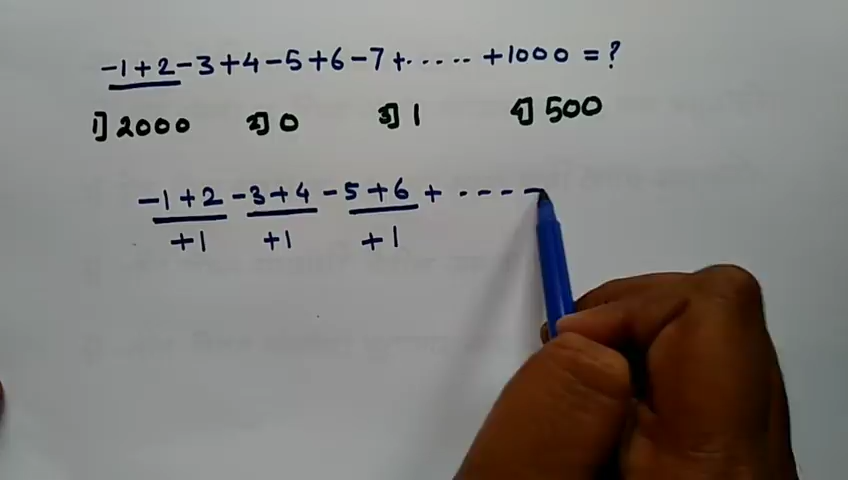 -1+2-3+4-5+6-7+..... +1000 = ?
1] 2000 2] 0 3] 1 4] 500
-1+2 -3+4 -5+6 + ----
+1 +1 +1